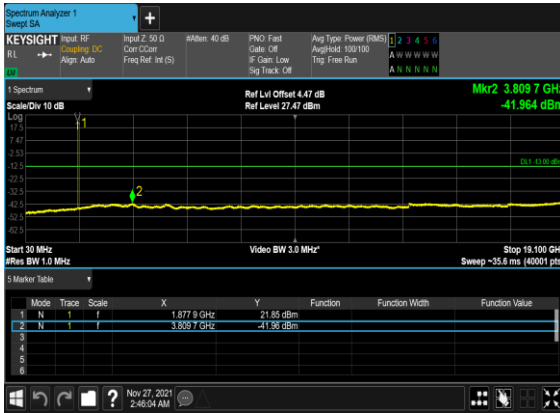 Spectrum Analyzer 1
Swept SA
+
KEYSIGHT Input: RF Input Z: 50 Ω #Atten: 40 dB PNO: Fast Avg Type: Power (RMS) 1 2 3 4 5 6
RL Coupling: DC Corr CCorr Gate: Off Avg|Hold: 100/100 A W W W W W
Align: Auto Freq Ref: Int (S) IF Gain: Low Trig: Free Run
Sig Track: Off A N N N N N
1 Spectrum Ref Lvl Offset 4.47 dB Mkr2 3.809 7 GHz
Scale/Div 10 dB Ref Level 27.47 dBm -41.964 dBm
Log
17.5
7.47
-2.53
-12.5
-22.5
-32.5
-42.5
-52.5
-62.5
1
DL1 -13.00 dBm
2
Start 30 MHz Video BW 3.0 MHz* Stop 19.100 GHz
#Res BW 1.0 MHz Sweep ~35.6 ms (40001 pts)
5 Marker Table
Mode Trace Scale X Y Function Function Width Function Value
1 N 1 f 1.877 9 GHz 21.85 dBm
2 N 1 f 3.809 7 GHz -41.96 dBm
3
4
5
6
? Nov 27, 2021
2:46:04 AM